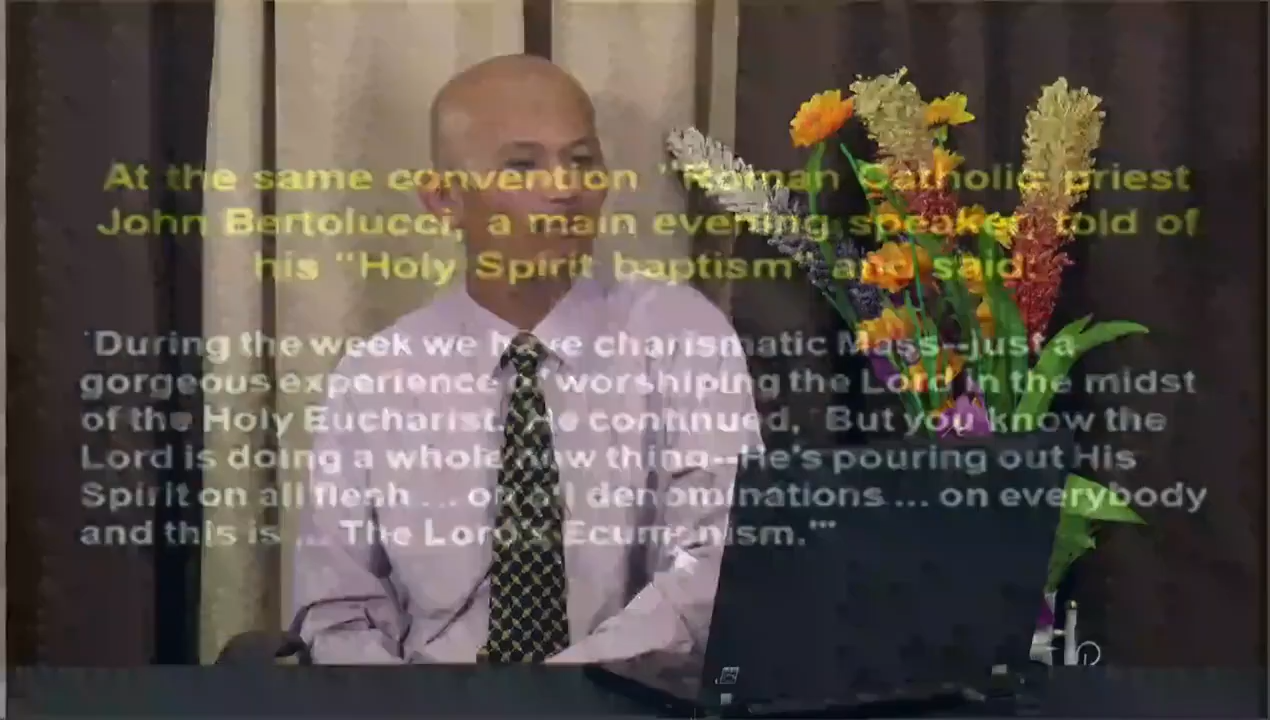 At the same convention "Roman Catholic priest
John Bertolucci, a main evening speaker told of
his "Holy Spirit baptism" and said:
"During the week we have charismatic Mass--just a
gorgeous experience of worshiping the Lord in the midst
of the Holy Eucharist. He continued, "But you know the
Lord is doing a whole new thing--He's pouring out His
Spirit on all flesh ... on all denominations ... on everybody
and this is ... The Lord's Ecumenism.'"